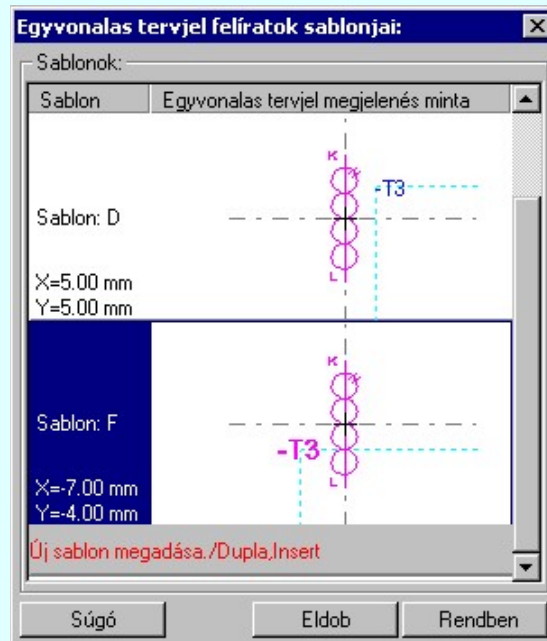 Egyvonalas tervjel felíratok sablonjai:
Sablonok:
Sablon Egyvonalas tervjel megjelenés minta
K
-T3
Sablon: D
L
X=5.00 mm
Y=5.00 mm
K
Sablon: F
-T3
L
X=-7.00 mm
Y=-4.00 mm
Új sablon megadása./Dupla,Insert
Súgó Eldob Rendben